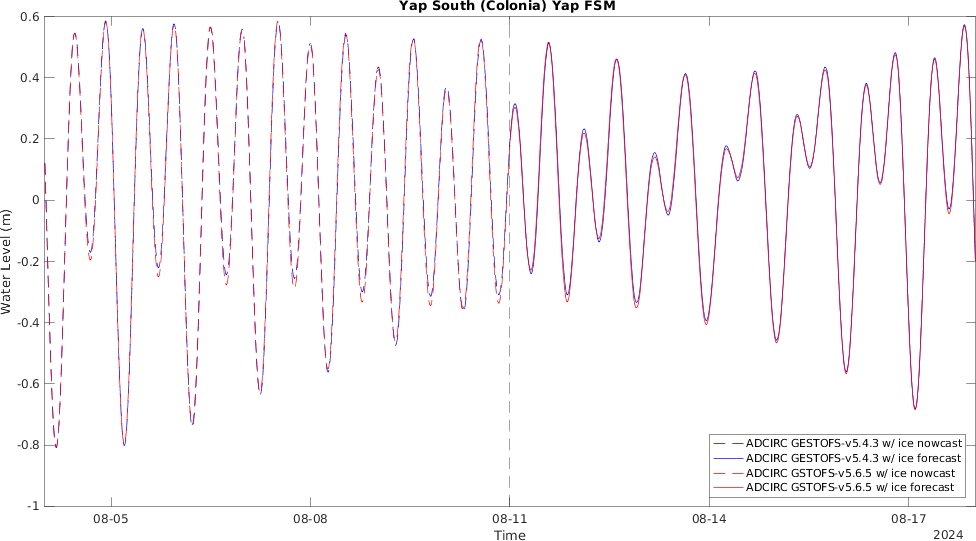 Yap South (Colonia) Yap FSM
0.6
0.4
0.2
0
-0.2
-0.4
-0.6
-0.8
-1
Water Level (m)
08-05
08-08
08-11
08-14
08-17
Time
2024
ADCIRC GESTOFS-v5.4.3 w/ ice nowcast
ADCIRC GESTOFS-v5.4.3 w/ ice forecast
ADCIRC GSTOFS-v5.6.5 w/ ice nowcast
ADCIRC GSTOFS-v5.6.5 w/ ice forecast